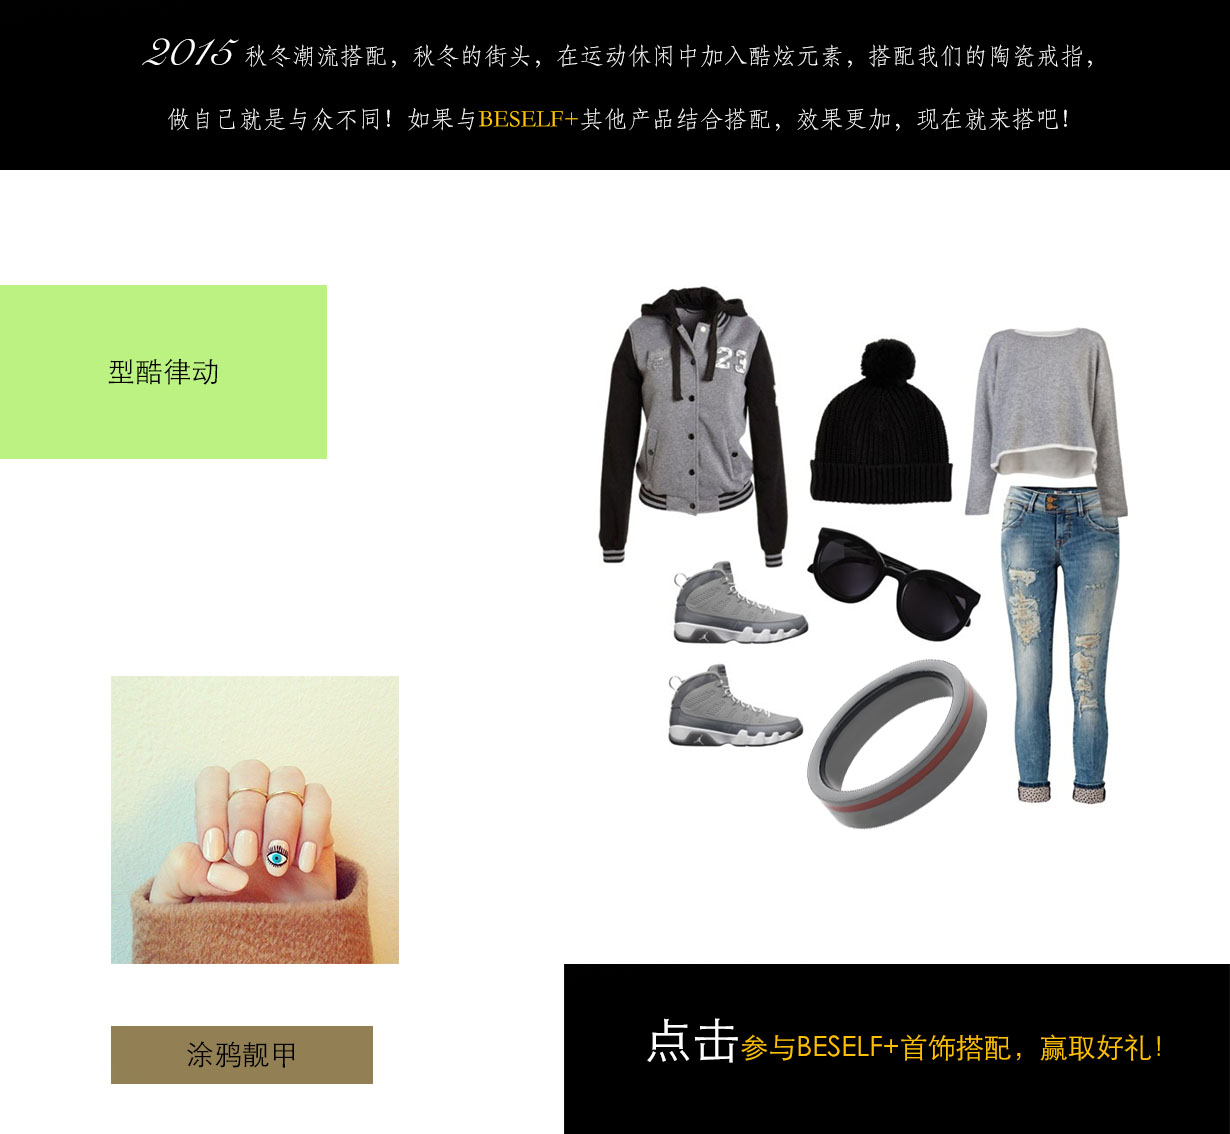 2015 秋冬潮流搭配，秋冬的街头，在运动休闲中加入酷炫元素，搭配我们的陶瓷戒指，
做自己就是与众不同！如果与BESELF+其他产品结合搭配，效果更加，现在就来搭吧！
型酷律动
23
涂鸦靓甲
点击参与BESELF+首饰搭配，赢取好礼！